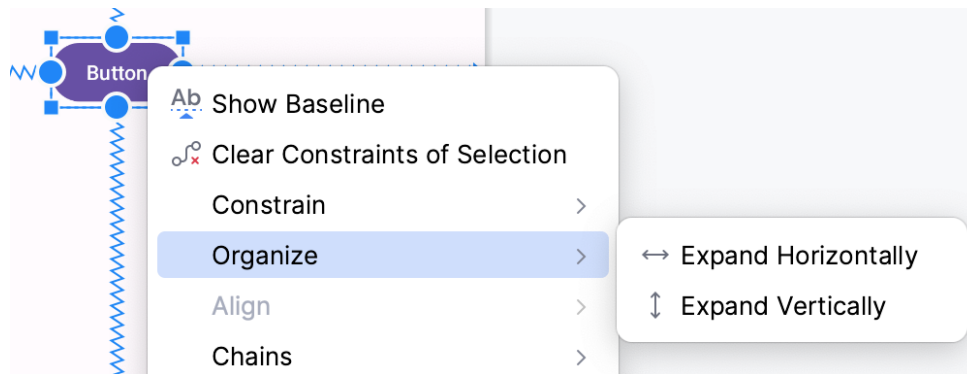 Button
Ab
Show Baseline
Clear Constraints of Selection
Constrain
Organize
Expand Horizontally
Expand Vertically
Align
Chains